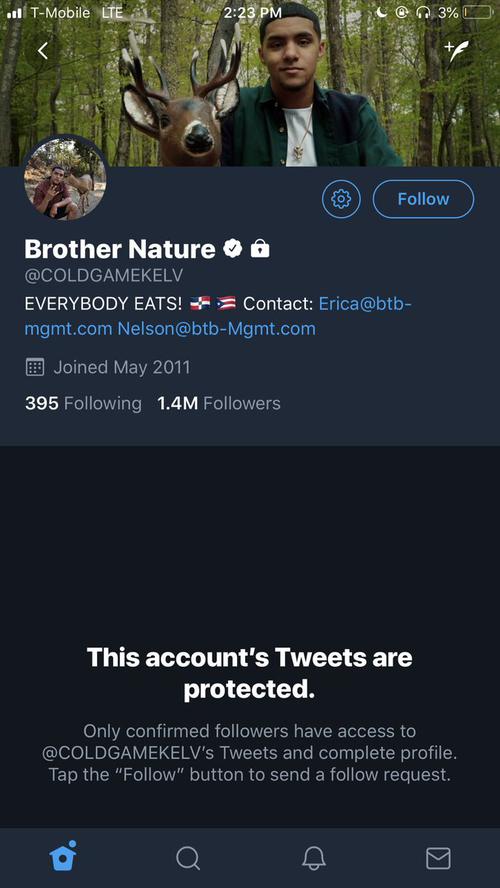 T-Mobile LTE 2:23 PM 3%
Follow
Brother Nature
@COLDGAMEKELV
EVERYBODY EATS! 🇩🇴 🇵🇷 Contact: Erica@btb-
mgmt.com Nelson@btb-Mgmt.com
Joined May 2011
395 Following 1.4M Followers
This account’s Tweets are
protected.
Only confirmed followers have access to
@COLDGAMEKELV’s Tweets and complete profile.
Tap the “Follow” button to send a follow request.